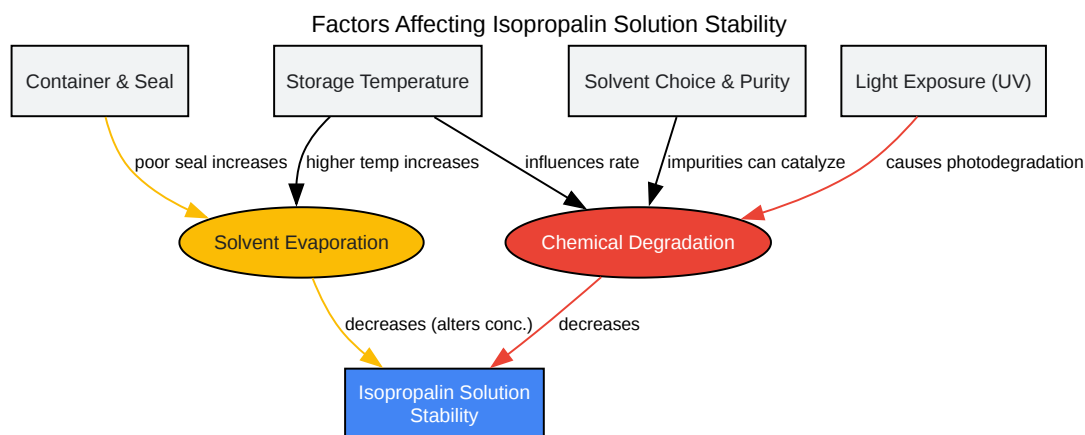 Factors Affecting Isopropalin Solution Stability
Container & Seal
Storage Temperature
Solvent Choice & Purity
Light Exposure (UV)
poor seal increases
higher temp increases
influences rate
impurities can catalyze
causes photodegradation
Solvent Evaporation
Chemical Degradation
decreases (alters conc.)
decreases
Isopropalin Solution
Stability